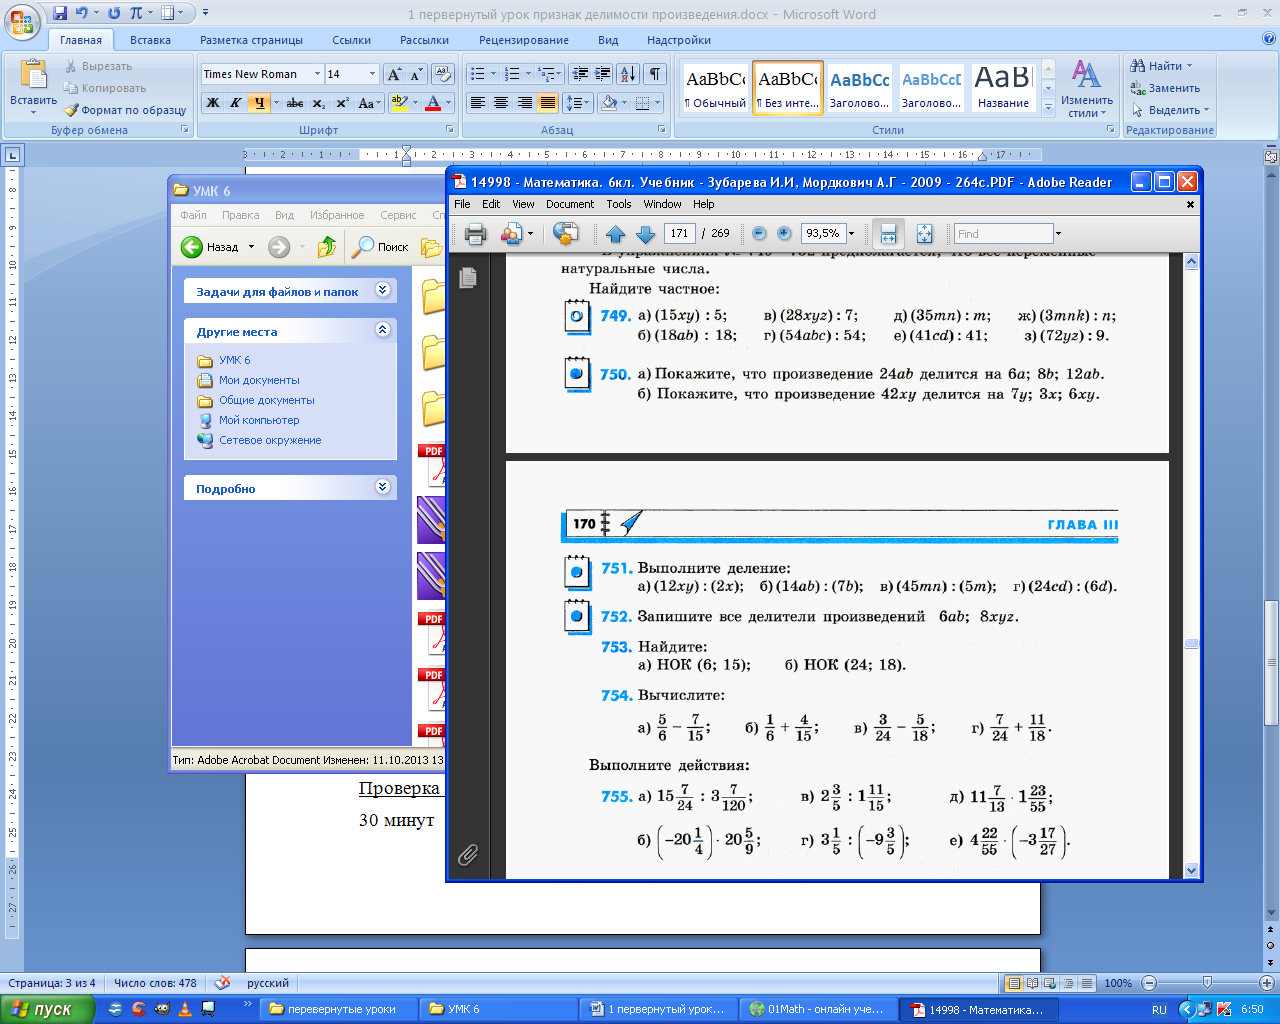 1 первернутый урок признак делимости произведения.docx - Microsoft Word
Главная Вставка Разметка страницы Ссылки Рассылки Рецензирование Вид Надстройки
Вставить
Вырезать
Копировать
Формат по образцу
Буфер обмена
Times New Roman 14
Ж К Ч abc x₂ x² Aa
Шрифт
Абзац
AaBbCc AaBbCc AaBbCc AaBbCcD AaB
¶ Обычный ¶ Без инте... Заголово... Заголово... Название
Изменить стили
Стили
Найти
Заменить
Выделить
Редактирование
УМК 6
Файл Правка Вид Избранное Сервис
Назад Поиск
Задачи для файлов и папок
Другие места
УМК 6
Мои документы
Общие документы
Мой компьютер
Сетевое окружение
Подробно
PDF
PDF
PDF
PDF
Тип: Adobe Acrobat Document Изменен: 11.10.2013 13
14998 - Математика. 6кл. Учебник - Зубарева И.И, Мордкович А.Г - 2009 - 264с.PDF - Adobe Reader
File Edit View Document Tools Window Help
171 / 269 93,5% Find
натуральные числа.
Найдите частное:
749. а) (15xy) : 5; в) (28xyz) : 7; д) (35mn) : m; ж) (3mnk) : n;
б) (18ab) : 18; г) (54abc) : 54; е) (41cd) : 41; з) (72yz) : 9.
750. а) Покажите, что произведение 24ab делится на 6a; 8b; 12ab.
б) Покажите, что произведение 42xy делится на 7y; 3x; 6xy.
170 ГЛАВА III
751. Выполните деление:
а) (12xy) : (2x); б) (14ab) : (7b); в) (45mn) : (5m); г) (24cd) : (6d).
752. Запишите все делители произведений 6ab; 8xyz.
753. Найдите:
а) НОК (6; 15); б) НОК (24; 18).
754. Вычислите:
а) 5/6 − 7/15; б) 1/6 + 4/15; в) 3/24 − 5/18; г) 7/24 + 11/18.
Выполните действия:
755. а) 15 7/24 : 3 7/120; в) 2 3/5 : 1 11/15; д) 11 7/13 · 1 23/55;
б) (−20 1/4) · 20 5/9; г) 3 1/5 : (−9 3/5); е) 4 22/55 · (−3 17/27).
Проверка
30 минут
Страница: 3 из 4 Число слов: 478 русский 100%
пуск перевернутые уроки УМК 6 1 первернутый урок... 01Math - онлайн уче... 14998 - Математика... RU 6:50